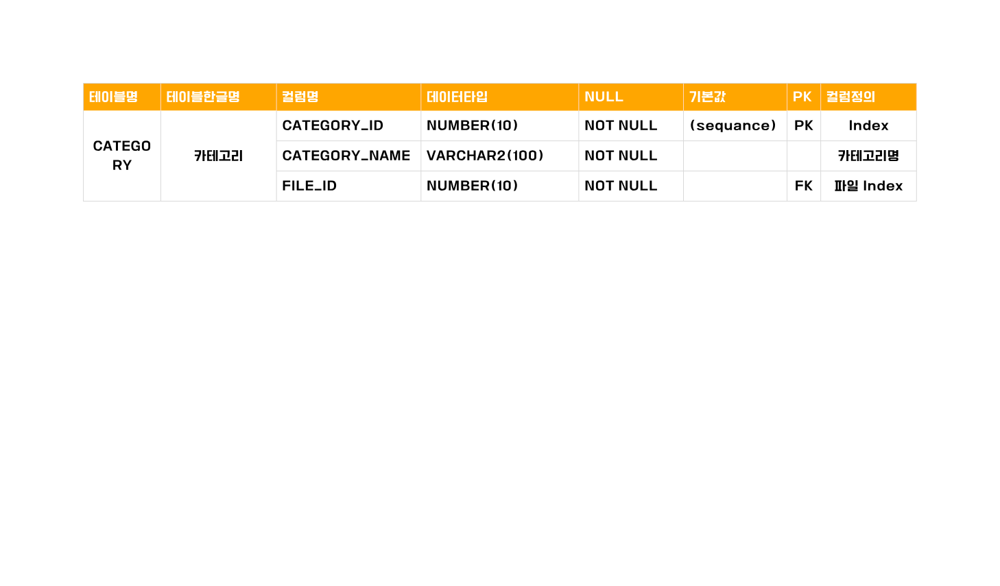 테이블명 테이블한글명 컬럼명 데이터타입 NULL 기본값 PK 컬럼정의
CATEGORY_ID NUMBER(10) NOT NULL (sequance) PK Index
CATEGO
RY
카테고리 CATEGORY_NAME VARCHAR2(100) NOT NULL 카테고리명
FILE_ID NUMBER(10) NOT NULL FK 파일 Index